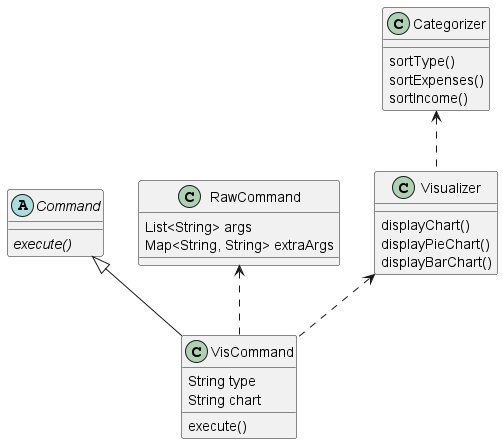 C Categorizer
sortType()
sortExpenses()
sortIncome()
A Command
execute()
C RawCommand
List<String> args
Map<String, String> extraArgs
C Visualizer
displayChart()
displayPieChart()
displayBarChart()
C VisCommand
String type
String chart
execute()